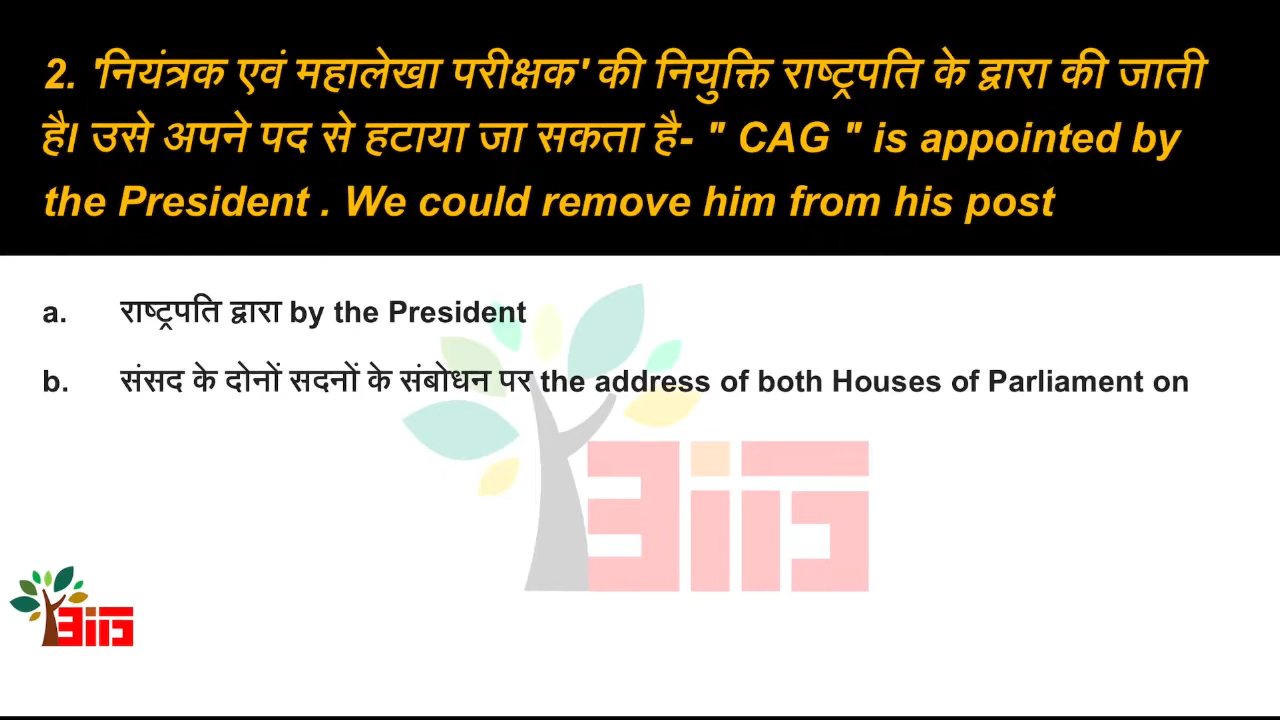 2. 'नियंत्रक एवं महालेखा परीक्षक' की नियुक्ति राष्ट्रपति के द्वारा की जाती
है। उसे अपने पद से हटाया जा सकता है- " CAG " is appointed by
the President . We could remove him from his post
a. राष्ट्रपति द्वारा by the President
b. संसद के दोनों सदनों के संबोधन पर the address of both Houses of Parliament on